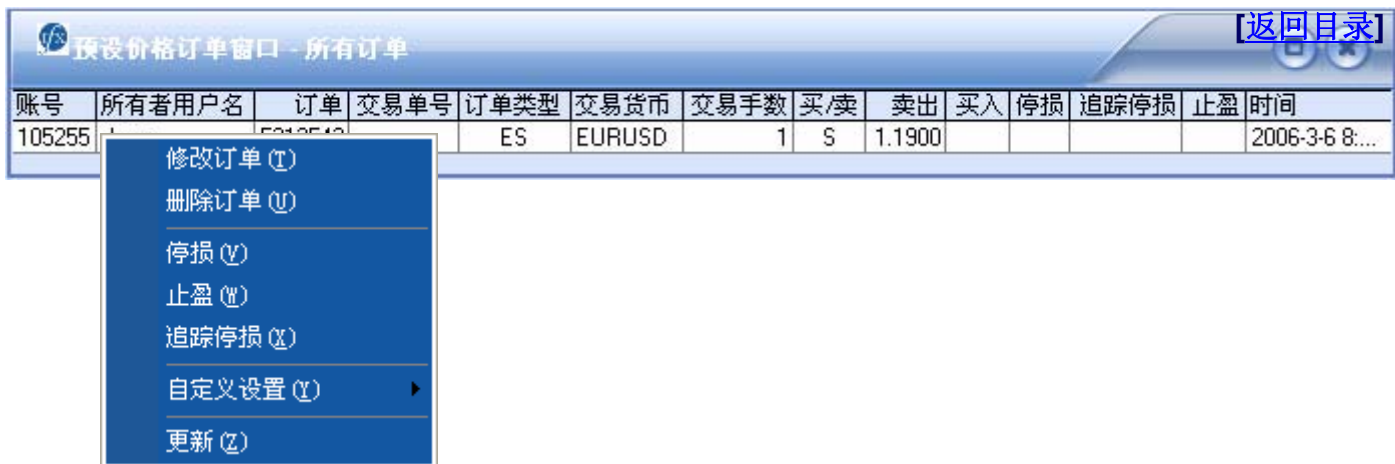 [返回目录]
预设价格订单窗口 - 所有订单
账号 所有者用户名 订单 交易单号 订单类型 交易货币 交易手数 买/卖 卖出 买入 停损 追踪停损 止盈 时间
105255 ES EURUSD 1 S 1.1900 2006-3-6 8:...
修改订单(T)
删除订单(U)
停损(V)
止盈(W)
追踪停损(X)
自定义设置(Y)
更新(Z)